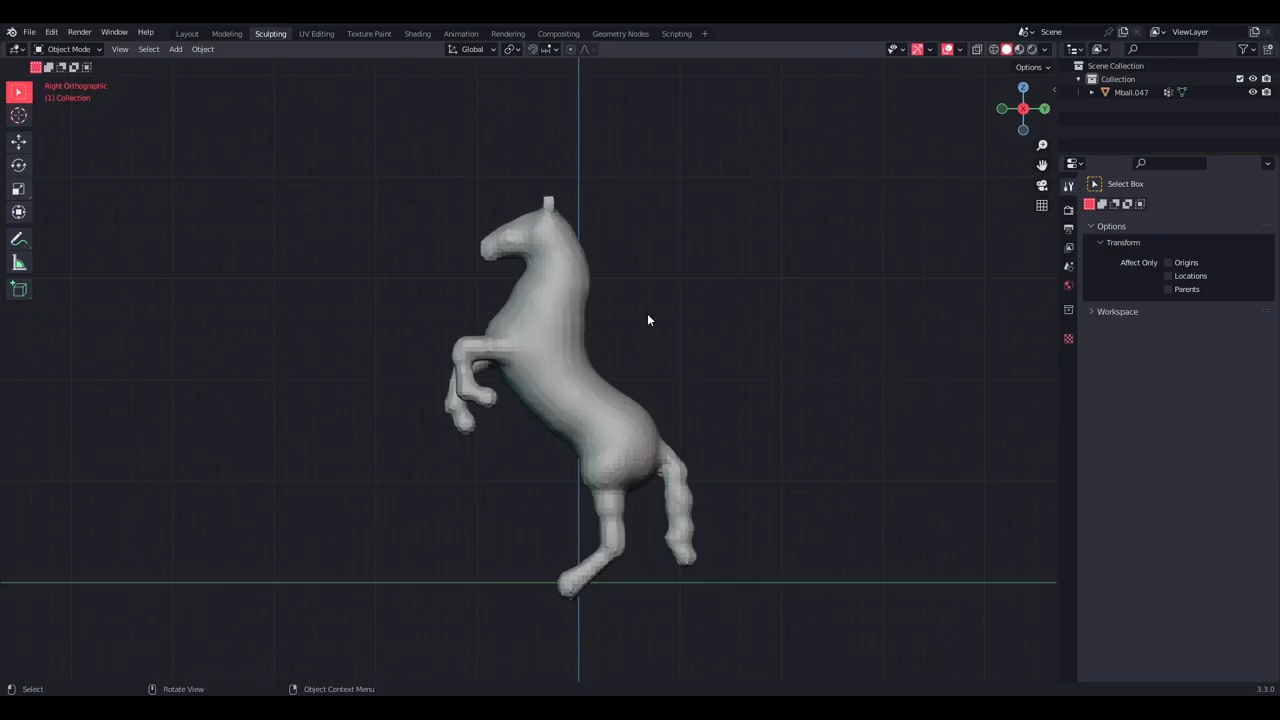 File Edit Render Window Help Layout Modeling Sculpting UV Editing Texture Paint Shading Animation Rendering Compositing Geometry Nodes Scripting + Scene ViewLayer
Object Mode View Select Add Object Global
Options
Right Orthographic
(1) Collection
Z
X
Y
Scene Collection
Collection
Mball.047
Select Box
Options
Transform
Affect Only Origins
Locations
Parents
Workspace
Select Rotate View Object Context Menu 3.3.0